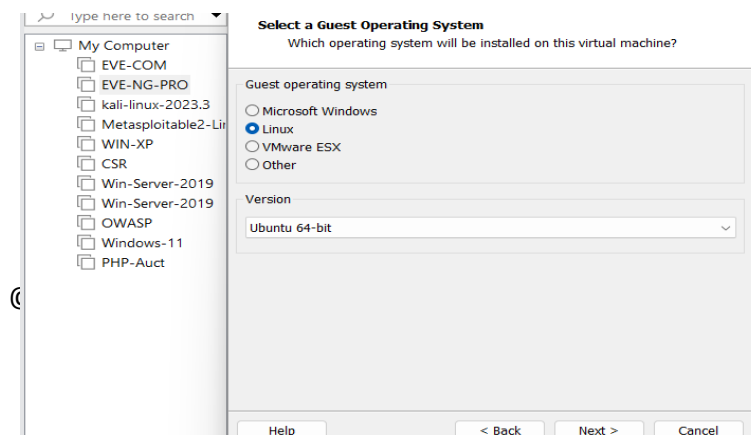 Type here to search
My Computer
EVE-COM
EVE-NG-PRO
kali-linux-2023.3
Metasploitable2-Lin
WIN-XP
CSR
Win-Server-2019
Win-Server-2019
OWASP
Windows-11
PHP-Auct
Select a Guest Operating System
Which operating system will be installed on this virtual machine?
Guest operating system
Microsoft Windows
Linux
VMware ESX
Other
Version
Ubuntu 64-bit
Help
< Back
Next >
Cancel